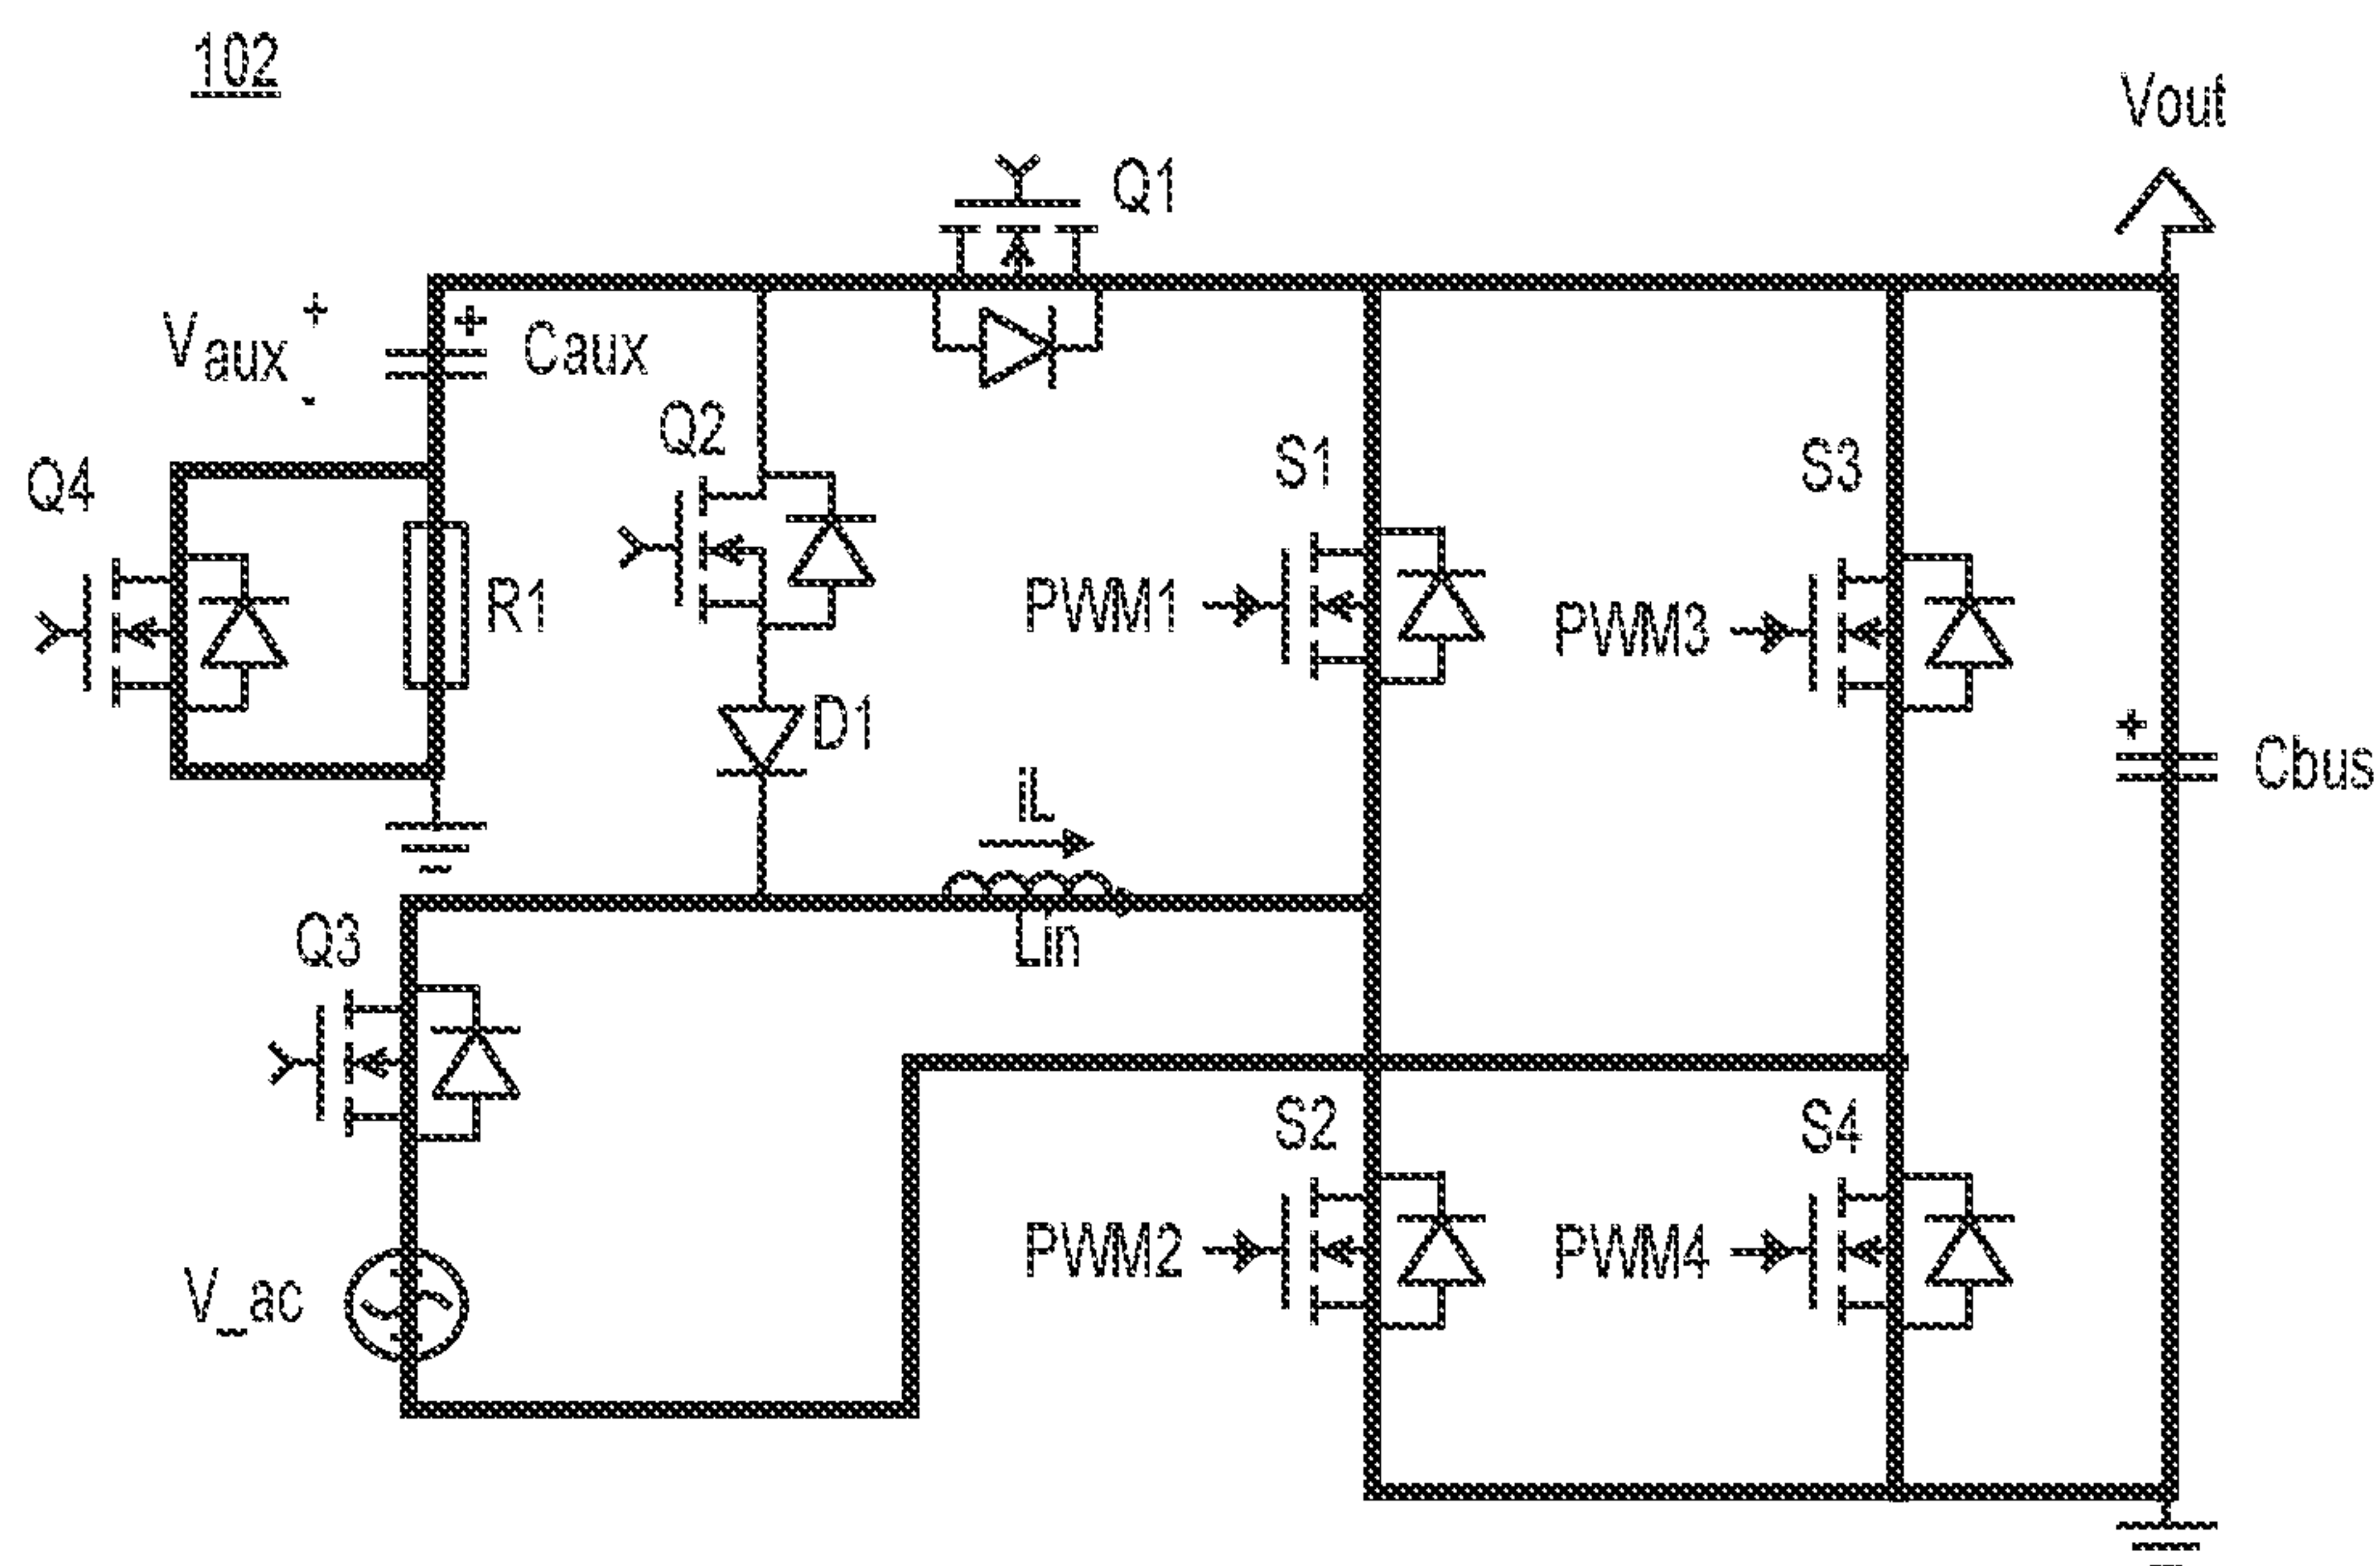 102
Vout
Q1
Vaux
+
-
+
Caux
Q2
Q4
S1
S3
R1
PWM1
PWM3
D1
+
Cbus
iL
Lin
Q3
S2
S4
V_ac
PWM2
PWM4